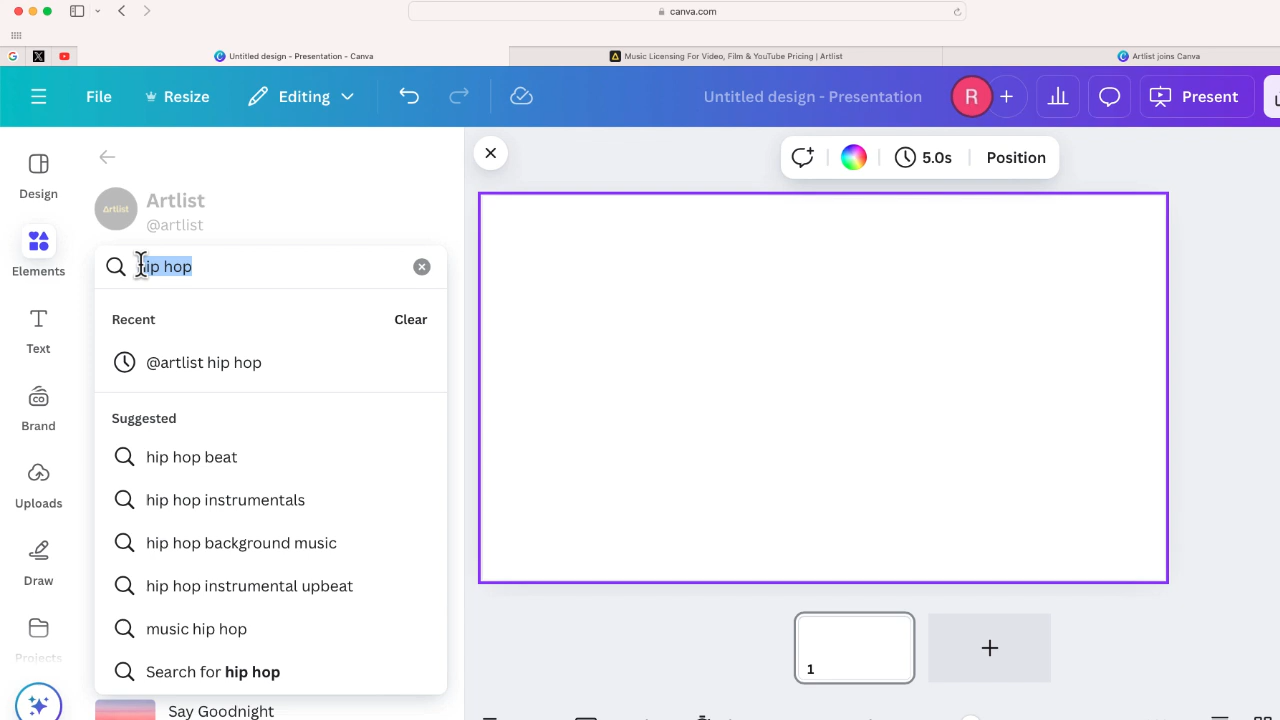 canva.com
Untitled design - Presentation - Canva
Music Licensing For Video, Film & YouTube Pricing | Artlist
Artlist joins Canva
File
Resize
Editing
Untitled design - Presentation
R
Present
Design
Elements
Text
Brand
Uploads
Draw
Projects
Artlist
Artlist
@artlist
hip hop
Recent
Clear
@artlist hip hop
Suggested
hip hop beat
hip hop instrumentals
hip hop background music
hip hop instrumental upbeat
music hip hop
Search for hip hop
Say Goodnight
5.0s
Position
1